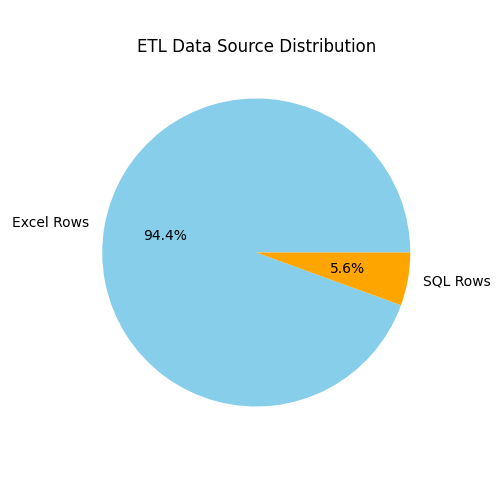 ETL Data Source Distribution
Excel Rows
94.4%
5.6%
SQL Rows